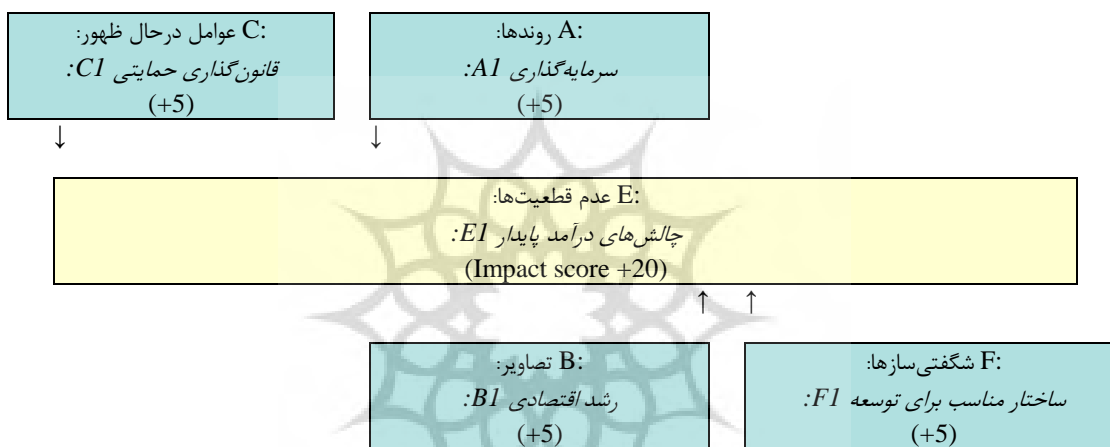 C: عوامل درحال ظهور:
C1: قانون‌گذاری حمایتی
(+5)
A: روندها:
A1: سرمایه‌گذاری
(+5)
↓ ↓
E: عدم قطعیت‌ها:
E1: چالش‌های درآمد پایدار
(Impact score +20)
↑ ↑
B: تصاویر:
B1: رشد اقتصادی
(+5)
F: شگفتی‌سازها:
F1: ساختار مناسب برای توسعه
(+5)